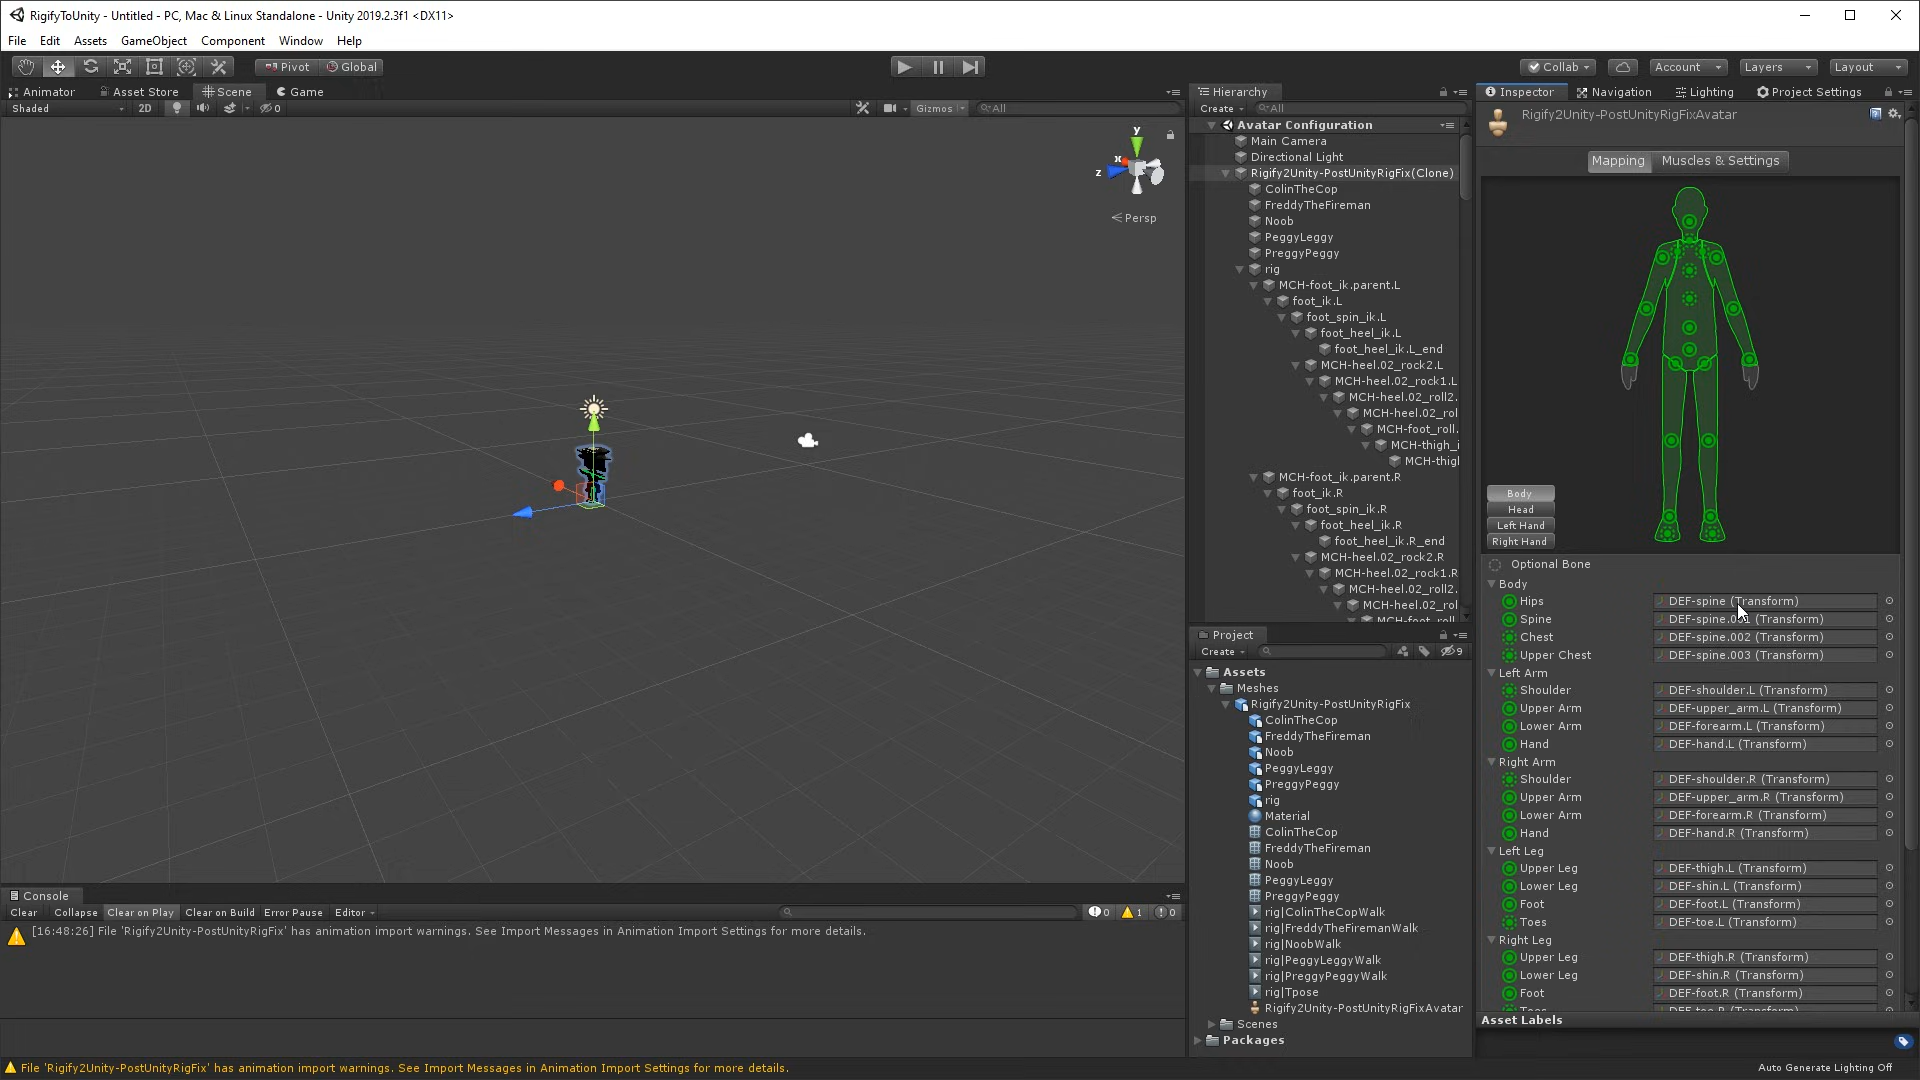 RigifyToUnity - Untitled - PC, Mac & Linux Standalone - Unity 2019.2.3f1 <DX11>
File Edit Assets GameObject Component Window Help
Pivot Global Collab Account Layers Layout
Animator Asset Store Scene Game
Shaded 2D 0 Gizmos All
y
x
z
Persp
Hierarchy
Create All
Avatar Configuration
Main Camera
Directional Light
Rigify2Unity-PostUnityRigFix(Clone)
ColinTheCop
FreddyTheFireman
Noob
PeggyLeggy
PreggyPeggy
rig
MCH-foot_ik.parent.L
foot_ik.L
foot_spin_ik.L
foot_heel_ik.L
foot_heel_ik.L_end
MCH-heel.02_rock2.L
MCH-heel.02_rock1.L
MCH-heel.02_roll2.
MCH-heel.02_rol
MCH-foot_roll.
MCH-thigh_i
MCH-thigl
MCH-foot_ik.parent.R
foot_ik.R
foot_spin_ik.R
foot_heel_ik.R
foot_heel_ik.R_end
MCH-heel.02_rock2.R
MCH-heel.02_rock1.R
MCH-heel.02_roll2.
MCH-heel.02_rol
MCH-foot_roll
Project
Create 9
Assets
Meshes
Rigify2Unity-PostUnityRigFix
ColinTheCop
FreddyTheFireman
Noob
PeggyLeggy
PreggyPeggy
rig
Material
ColinTheCop
FreddyTheFireman
Noob
PeggyLeggy
PreggyPeggy
rig|ColinTheCopWalk
rig|FreddyTheFiremanWalk
rig|NoobWalk
rig|PeggyLeggyWalk
rig|PreggyPeggyWalk
rig|Tpose
Rigify2Unity-PostUnityRigFixAvatar
Scenes
Packages
Inspector Navigation Lighting Project Settings
Rigify2Unity-PostUnityRigFixAvatar
Mapping Muscles & Settings
Body
Head
Left Hand
Right Hand
Optional Bone
Body
Hips DEF-spine (Transform)
Spine DEF-spine.001 (Transform)
Chest DEF-spine.002 (Transform)
Upper Chest DEF-spine.003 (Transform)
Left Arm
Shoulder DEF-shoulder.L (Transform)
Upper Arm DEF-upper_arm.L (Transform)
Lower Arm DEF-forearm.L (Transform)
Hand DEF-hand.L (Transform)
Right Arm
Shoulder DEF-shoulder.R (Transform)
Upper Arm DEF-upper_arm.R (Transform)
Lower Arm DEF-forearm.R (Transform)
Hand DEF-hand.R (Transform)
Left Leg
Upper Leg DEF-thigh.L (Transform)
Lower Leg DEF-shin.L (Transform)
Foot DEF-foot.L (Transform)
Toes DEF-toe.L (Transform)
Right Leg
Upper Leg DEF-thigh.R (Transform)
Lower Leg DEF-shin.R (Transform)
Foot DEF-foot.R (Transform)
Toes DEF-toe.R (Transform)
Asset Labels
Console
Clear Collapse Clear on Play Clear on Build Error Pause Editor 0 1 0
[16:48:26] File 'Rigify2Unity-PostUnityRigFix' has animation import warnings. See Import Messages in Animation Import Settings for more details.
File 'Rigify2Unity-PostUnityRigFix' has animation import warnings. See Import Messages in Animation Import Settings for more details.
Auto Generate Lighting Off